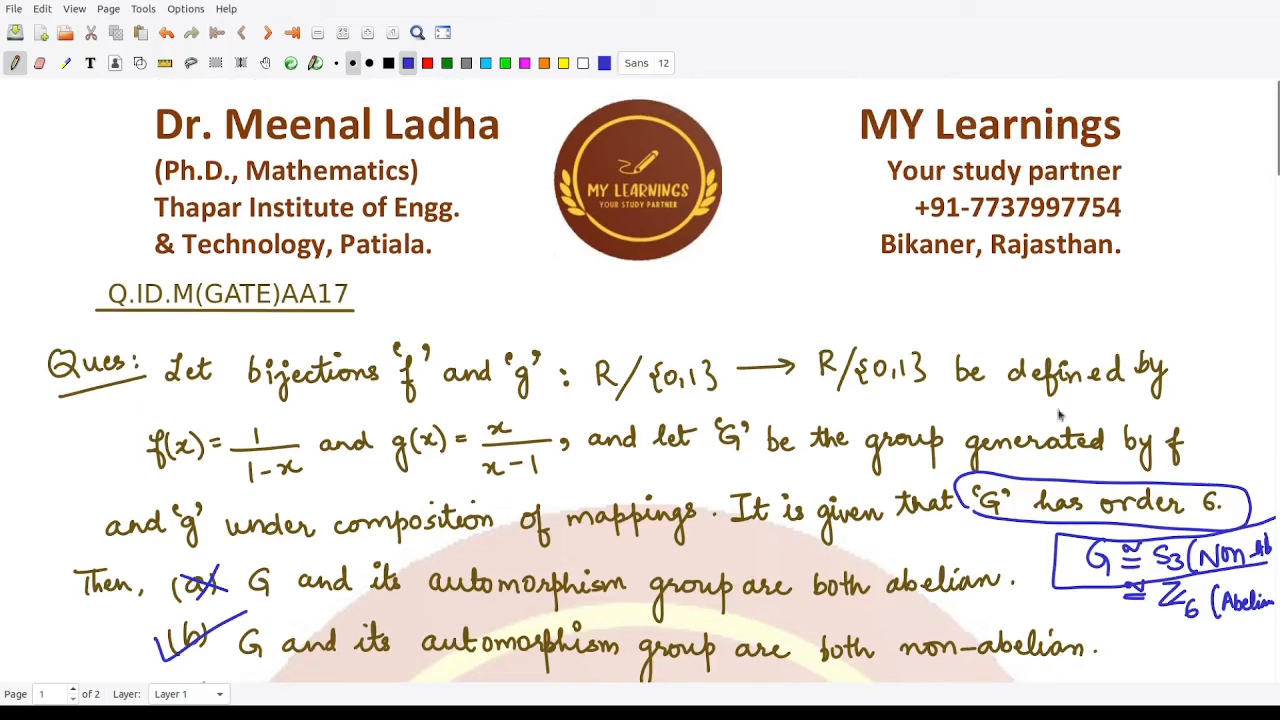 File Edit View Page Tools Options Help
T Sans 12
Dr. Meenal Ladha
(Ph.D., Mathematics)
Thapar Institute of Engg.
& Technology, Patiala.
MY LEARNINGS
YOUR STUDY PARTNER
MY Learnings
Your study partner
+91-7737997754
Bikaner, Rajasthan.
Q.ID.M(GATE)AA17
Ques: Let bijections 'f' and 'g' : R/{0,1} → R/{0,1} be defined by
f(x) = 1/(1-x) and g(x) = x/(x-1), and let 'G' be the group generated by f
and 'g' under composition of mappings. It is given that 'G' has order 6.
G ≅ S3 (Non Ab
≅ Z6 (Abelian
Then, (a) G and its automorphism group are both abelian.
(b) G and its automorphism group are both non-abelian.
Page 1 of 2 Layer: Layer 1